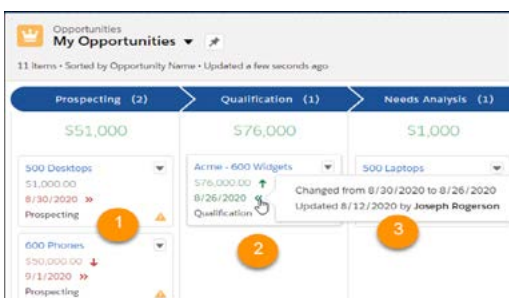 Opportunities
My Opportunities
11 items • Sorted by Opportunity Name • Updated a few seconds ago
Prospecting (2)
Qualification (1)
Needs Analysis (1)
$51,000
$76,000
$1,000
500 Desktops
$1,000.00
8/30/2020 »
Prospecting
1
600 Phones
$50,000.00 ↓
9/1/2020 »
Prospecting
Acme - 600 Widgets
$76,000.00 ↑
8/26/2020 «
Qualification
2
500 Laptops
Changed from 8/30/2020 to 8/26/2020
Updated 8/12/2020 by Joseph Rogerson
3